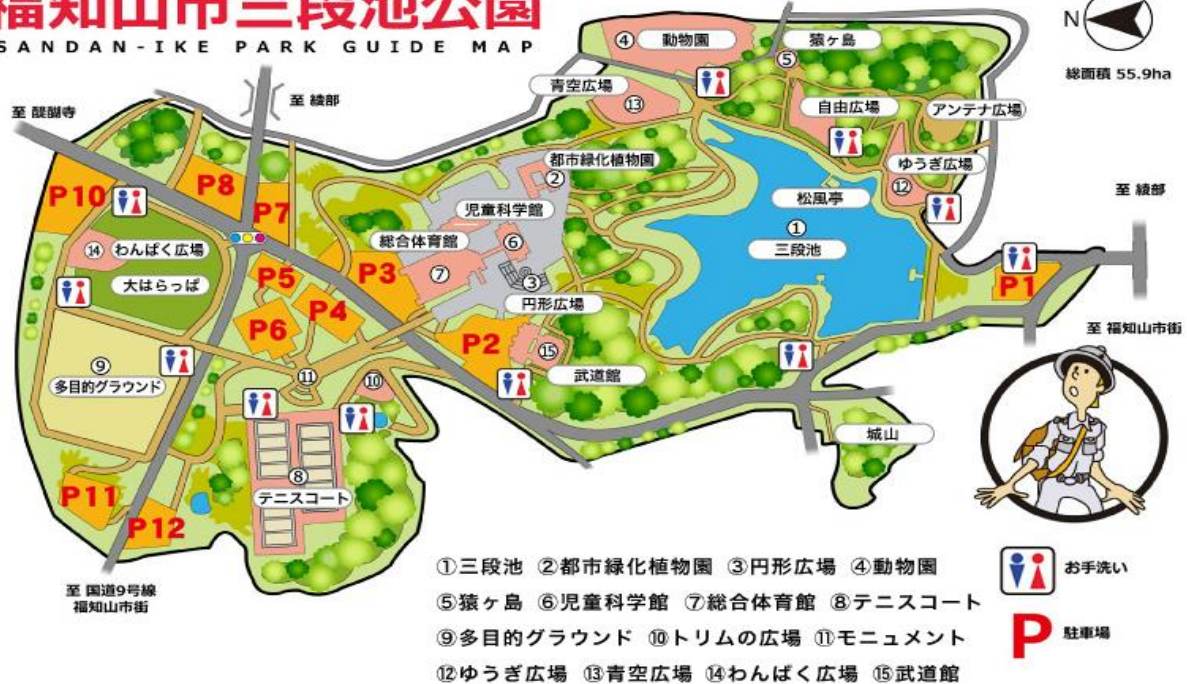 福知山市三段池公園
SANDAN-IKE PARK GUIDE MAP
N
総面積 55.9ha
④ 動物園
猿ヶ島
⑤
青空広場
⑬
自由広場
アンテナ広場
至 醍醐寺
至 綾部
都市緑化植物園
②
ゆうぎ広場
⑫
P10
P8
P7
児童科学館
⑥
松風亭
①
三段池
至 綾部
⑭ わんぱく広場
総合体育館
⑦
大はらっぱ
P5
P3
③
円形広場
P1
P4
P6
P2
⑮
武道館
至 福知山市街
⑨
多目的グラウンド
⑪
⑩
城山
⑧
テニスコート
P11
P12
至 国道9号線
福知山市街
①三段池 ②都市緑化植物園 ③円形広場 ④動物園
⑤猿ヶ島 ⑥児童科学館 ⑦総合体育館 ⑧テニスコート
⑨多目的グラウンド ⑩トリムの広場 ⑪モニュメント
⑫ゆうぎ広場 ⑬青空広場 ⑭わんぱく広場 ⑮武道館
お手洗い
P 駐車場